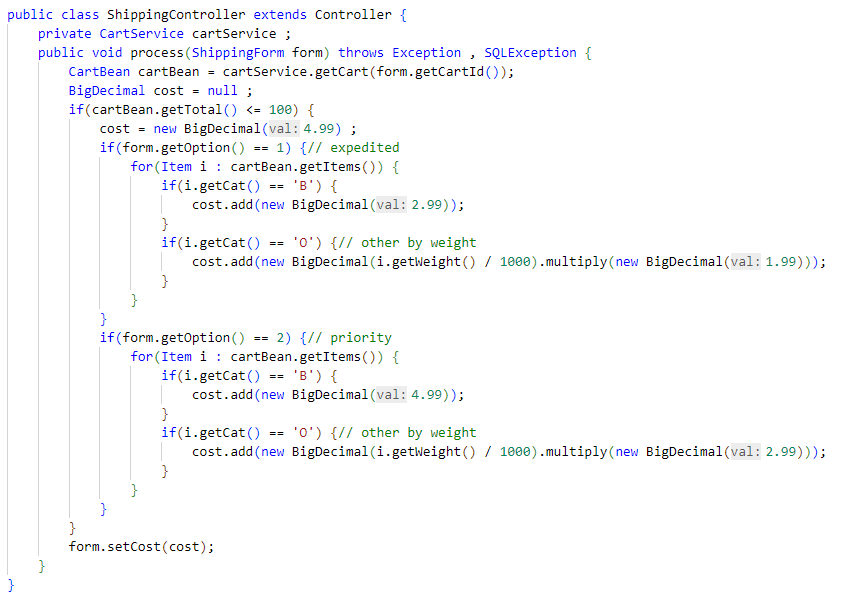 public class ShippingController extends Controller {
    private CartService cartService ;
    public void process(ShippingForm form) throws Exception , SQLException {
        CartBean cartBean = cartService.getCart(form.getCartId());
        BigDecimal cost = null ;
        if(cartBean.getTotal() <= 100) {
            cost = new BigDecimal(val: 4.99) ;
            if(form.getOption() == 1) {// expedited
                for(Item i : cartBean.getItems()) {
                    if(i.getCat() == 'B') {
                        cost.add(new BigDecimal(val: 2.99));
                    }
                    if(i.getCat() == 'O') {// other by weight
                        cost.add(new BigDecimal(i.getWeight() / 1000).multiply(new BigDecimal(val: 1.99)));
                    }
                }
            }
            if(form.getOption() == 2) {// priority
                for(Item i : cartBean.getItems()) {
                    if(i.getCat() == 'B') {
                        cost.add(new BigDecimal(val: 4.99));
                    }
                    if(i.getCat() == 'O') {// other by weight
                        cost.add(new BigDecimal(i.getWeight() / 1000).multiply(new BigDecimal(val: 2.99)));
                    }
                }
            }
        }
        form.setCost(cost);
    }
}